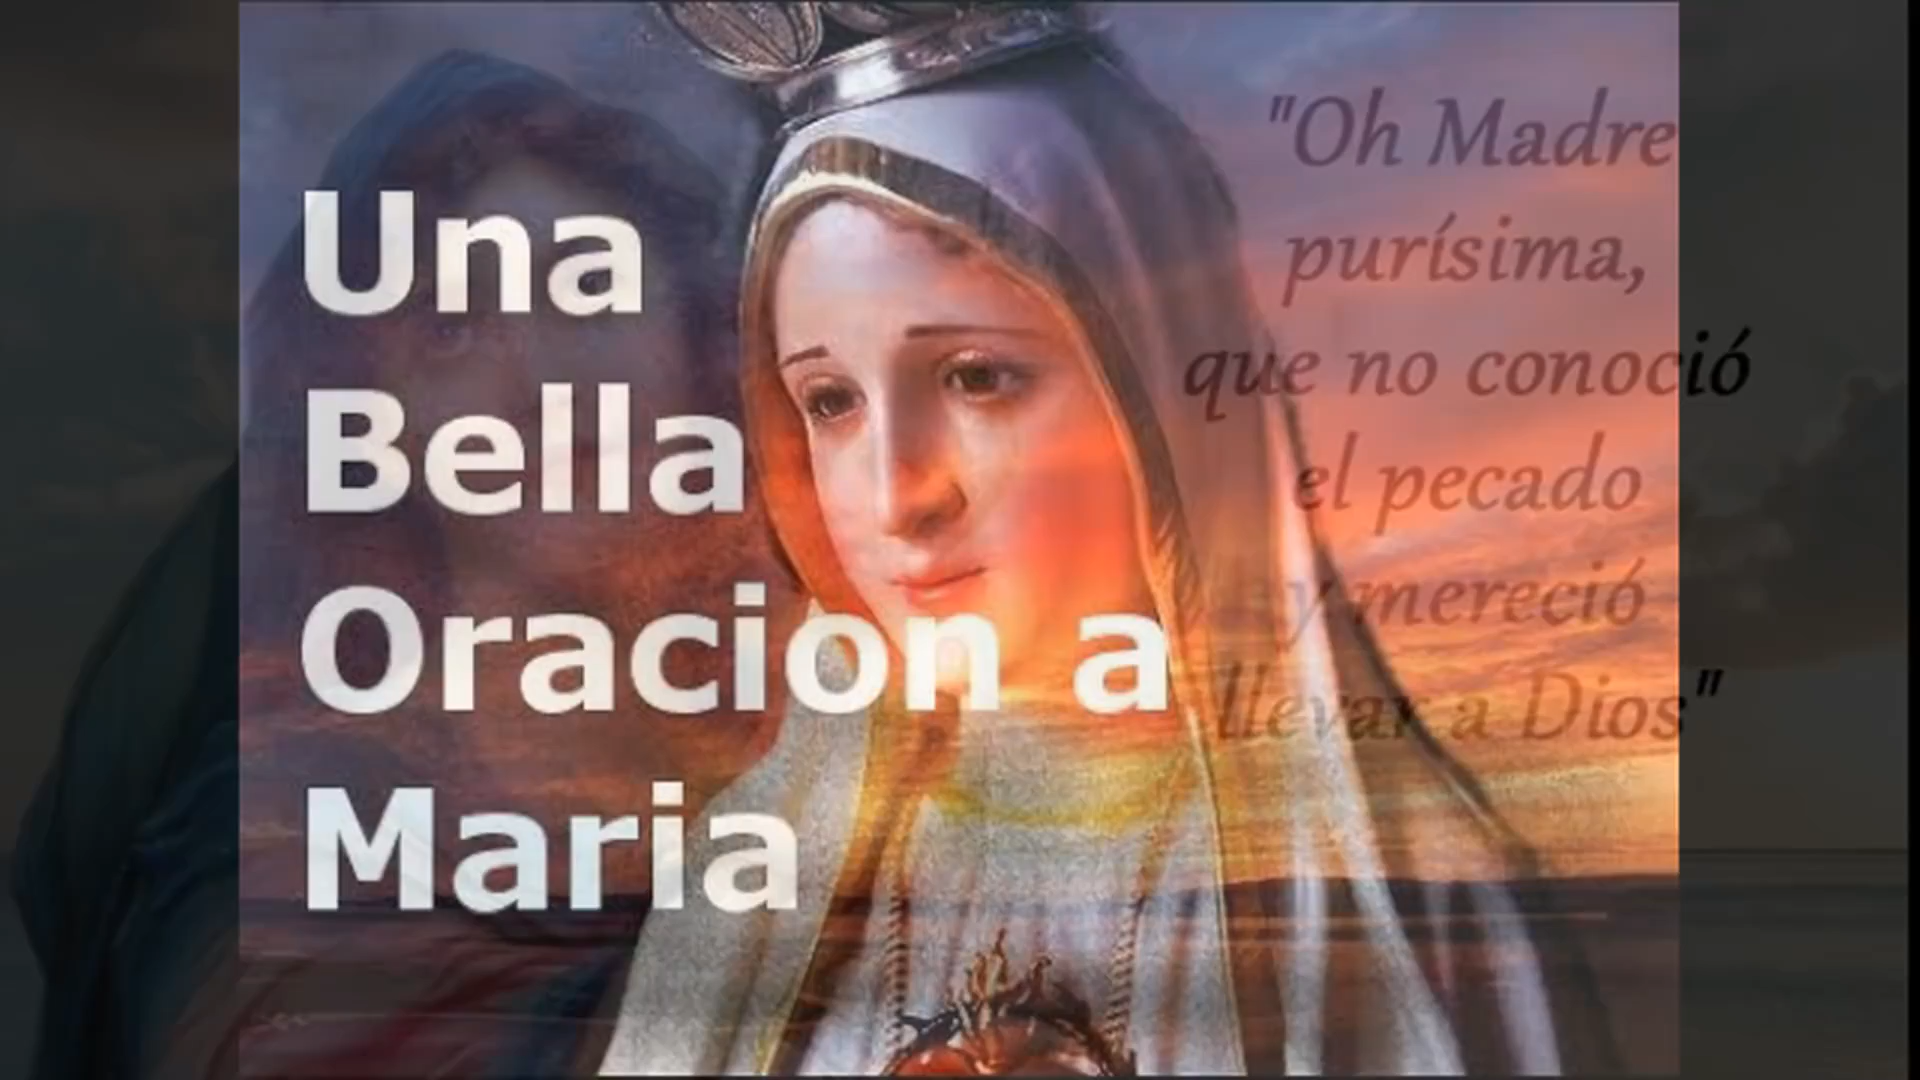 Una
Bella
Oracion a
Maria
"Oh Madre
purísima,
que no conoció
el pecado
y mereció
llevar a Dios"